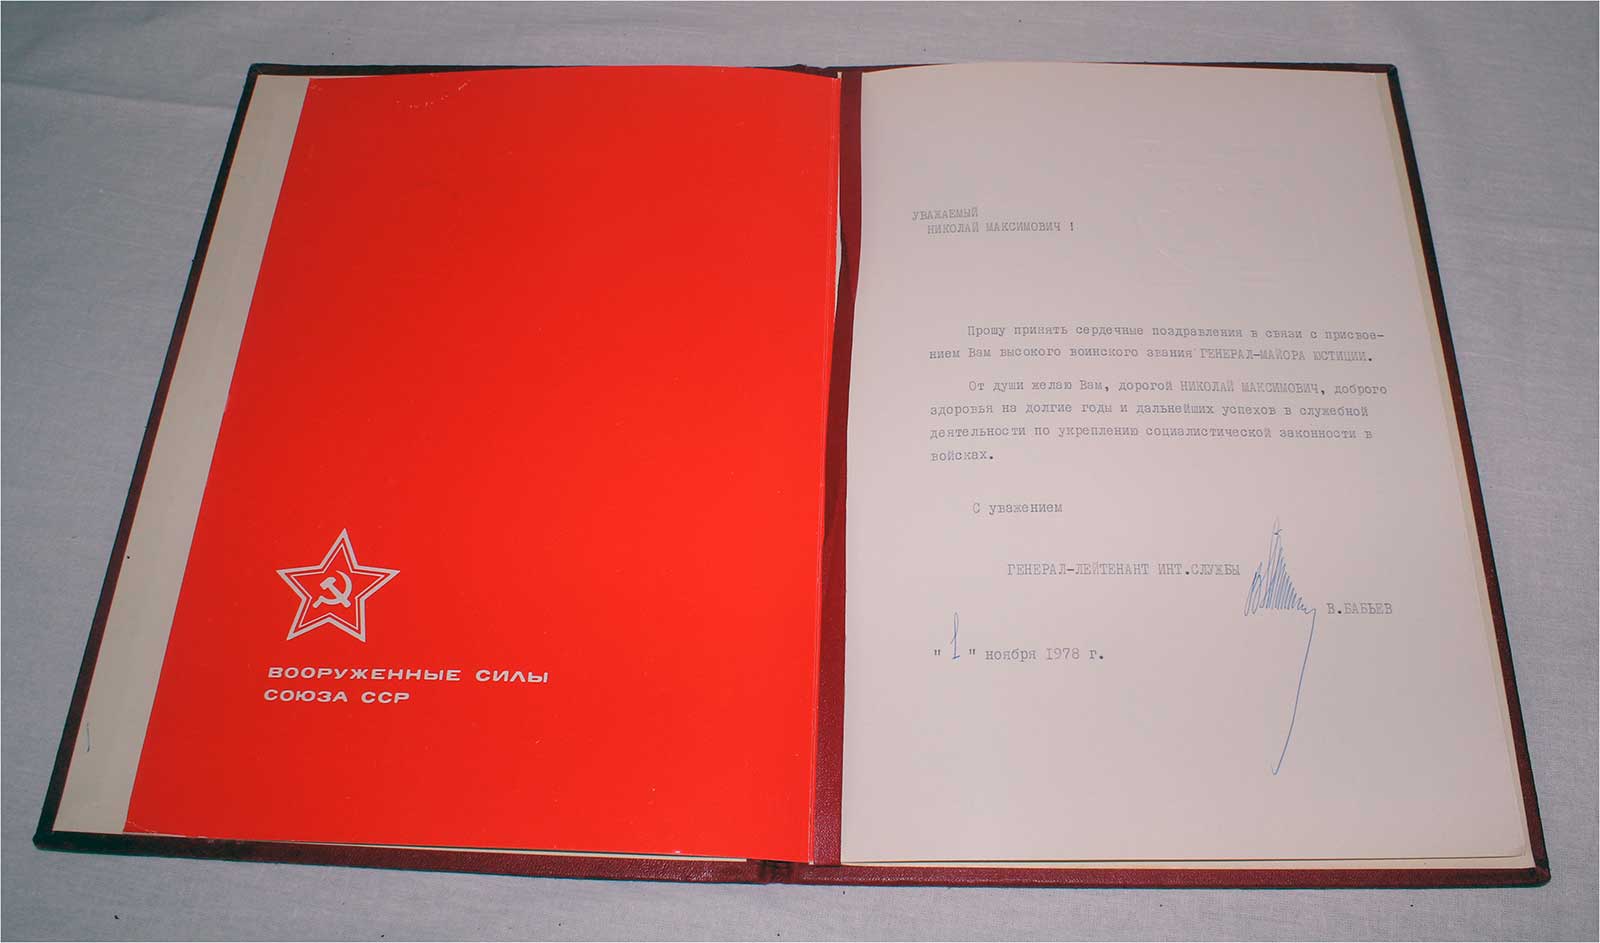 ВООРУЖЕННЫЕ СИЛЫ
СОЮЗА ССР
УВАЖАЕМЫЙ
НИКОЛАЙ МАКСИМОВИЧ !
Прошу принять сердечные поздравления в связи с присвое-
нием Вам высокого воинского звания ГЕНЕРАЛ-МАЙОРА ЮСТИЦИИ.
От души желаю Вам, дорогой НИКОЛАЙ МАКСИМОВИЧ, доброго
здоровья на долгие годы и дальнейших успехов в служебной
деятельности по укреплению социалистической законности в
войсках.
С уважением
ГЕНЕРАЛ-ЛЕЙТЕНАНТ ИНТ.СЛУЖБЫ
В.БАБЬЕВ
"1" ноября 1978 г.